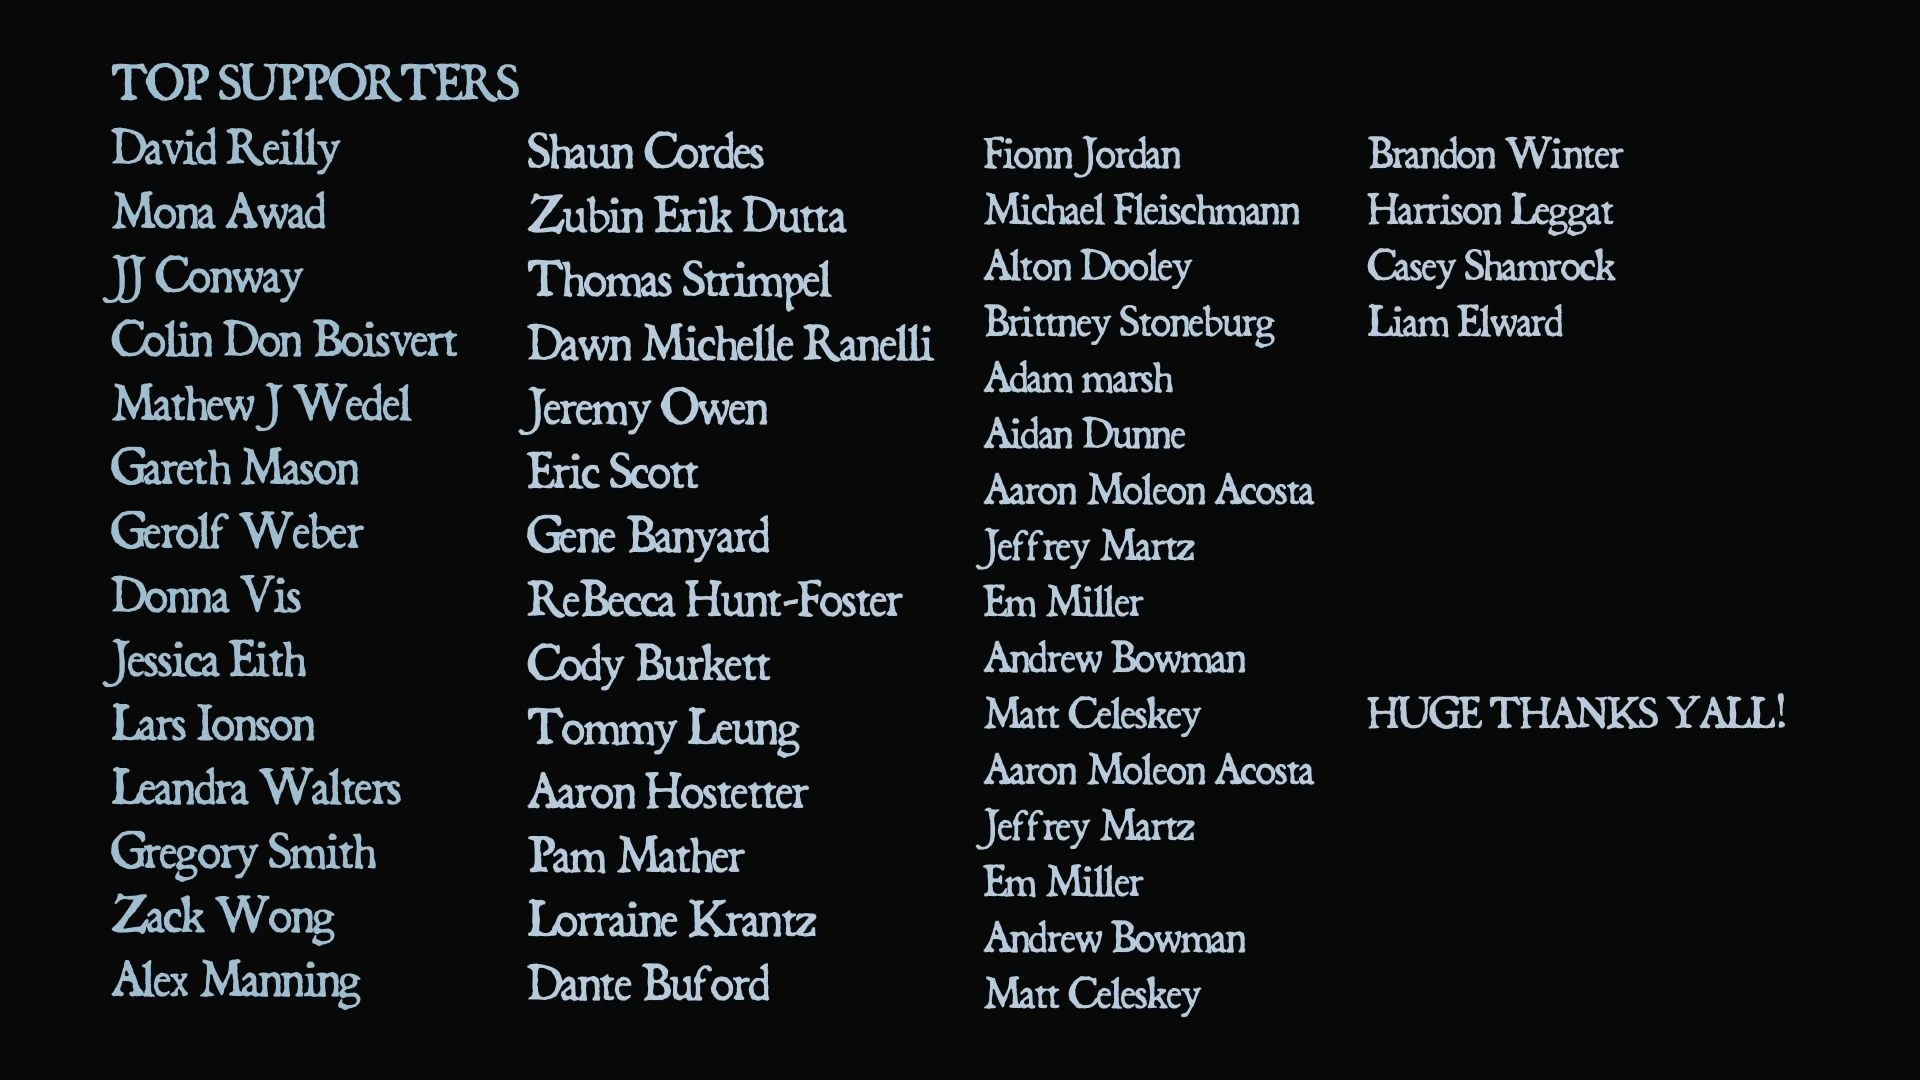 TOP SUPPORTERS
David Reilly
Mona Awad
JJ Conway
Colin Don Boisvert
Mathew J Wedel
Gareth Mason
Gerolf Weber
Donna Vis
Jessica Eith
Lars Ionson
Leandra Walters
Gregory Smith
Zack Wong
Alex Manning
Shaun Cordes
Zubin Erik Dutta
Thomas Strimpel
Dawn Michelle Ranelli
Jeremy Owen
Eric Scott
Gene Banyard
ReBecca Hunt-Foster
Cody Burkett
Tommy Leung
Aaron Hostetter
Pam Mather
Lorraine Krantz
Dante Buford
Fionn Jordan
Michael Fleischmann
Alton Dooley
Brittney Stoneburg
Adam marsh
Aidan Dunne
Aaron Moleon Acosta
Jeffrey Martz
Em Miller
Andrew Bowman
Matt Celeskey
Aaron Moleon Acosta
Jeffrey Martz
Em Miller
Andrew Bowman
Matt Celeskey
Brandon Winter
Harrison Leggat
Casey Shamrock
Liam Elward
HUGE THANKS YALL!